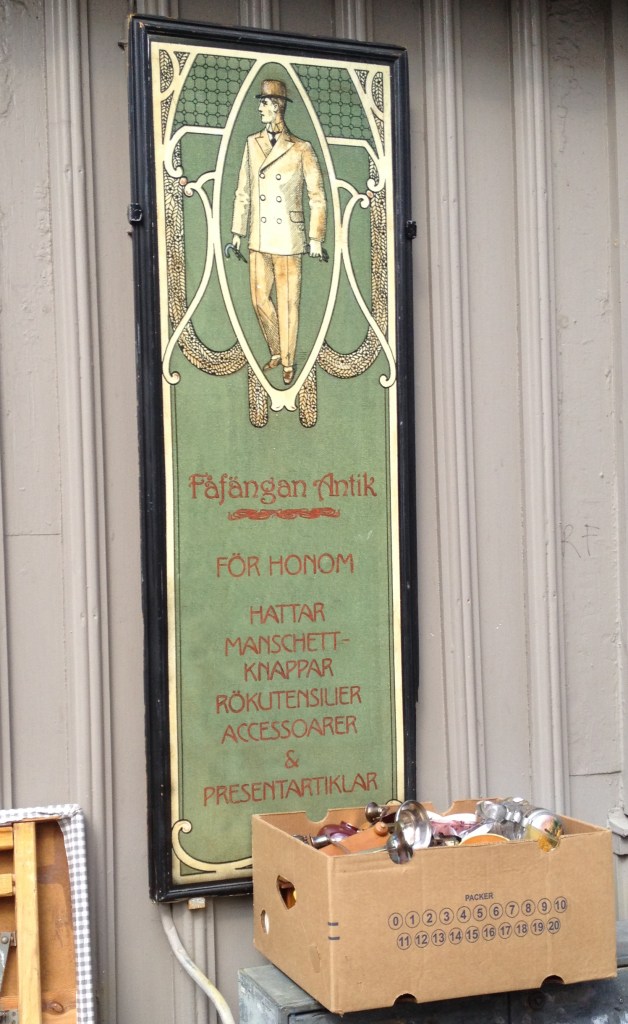 Fåfängan Antik
FÖR HONOM
HATTAR
MANSCHETT-
KNAPPAR
RÖKUTENSILIER
ACCESSOARER
&
PRESENTARTIKLAR
PACKER
0 1 2 3 4 5 6 7 8 9 10
11 12 13 14 15 16 17 18 19 20
RF